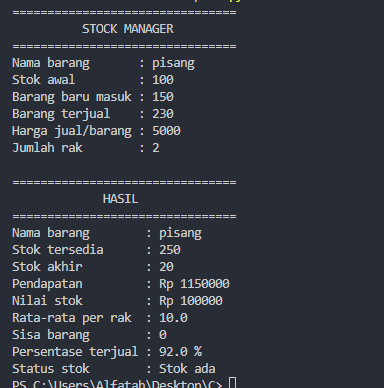 ================================
STOCK MANAGER
================================
Nama barang : pisang
Stok awal : 100
Barang baru masuk : 150
Barang terjual : 230
Harga jual/barang : 5000
Jumlah rak : 2
================================
HASIL
================================
Nama barang : pisang
Stok tersedia : 250
Stok akhir : 20
Pendapatan : Rp 1150000
Nilai stok : Rp 100000
Rata-rata per rak : 10.0
Sisa barang : 0
Persentase terjual : 92.0 %
Status stok : Stok ada
PS C:\Users\Alfatah\Desktop\C>